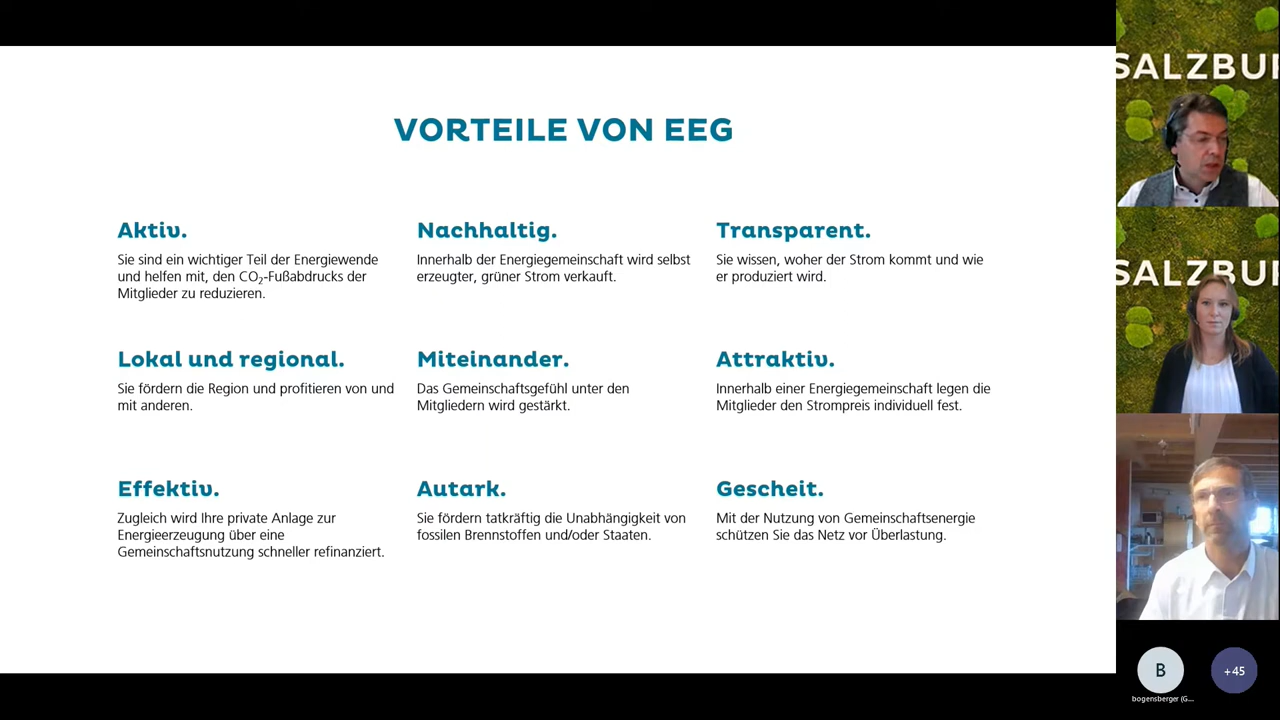 VORTEILE VON EEG
Aktiv.
Sie sind ein wichtiger Teil der Energiewende
und helfen mit, den CO₂-Fußabdrucks der
Mitglieder zu reduzieren.
Nachhaltig.
Innerhalb der Energiegemeinschaft wird selbst
erzeugter, grüner Strom verkauft.
Transparent.
Sie wissen, woher der Strom kommt und wie
er produziert wird.
Lokal und regional.
Sie fördern die Region und profitieren von und
mit anderen.
Miteinander.
Das Gemeinschaftsgefühl unter den
Mitgliedern wird gestärkt.
Attraktiv.
Innerhalb einer Energiegemeinschaft legen die
Mitglieder den Strompreis individuell fest.
Effektiv.
Zugleich wird Ihre private Anlage zur
Energieerzeugung über eine
Gemeinschaftsnutzung schneller refinanziert.
Autark.
Sie fördern tatkräftig die Unabhängigkeit von
fossilen Brennstoffen und/oder Staaten.
Gescheit.
Mit der Nutzung von Gemeinschaftsenergie
schützen Sie das Netz vor Überlastung.
SALZBUR
SALZBUR
B
+45
bogensberger (G...